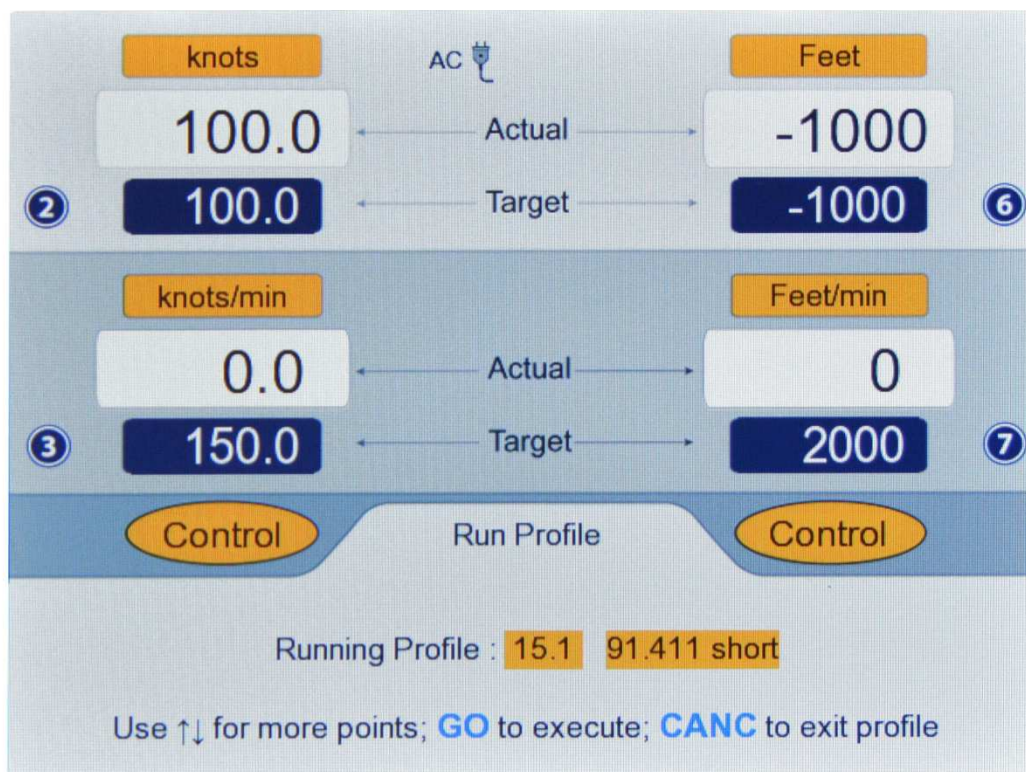 knots AC Feet
100.0 Actual -1000
2 100.0 Target -1000 6
knots/min Feet/min
0.0 Actual 0
3 150.0 Target 2000 7
Control Run Profile Control
Running Profile : 15.1 91.411 short
Use ↑↓ for more points; GO to execute; CANC to exit profile